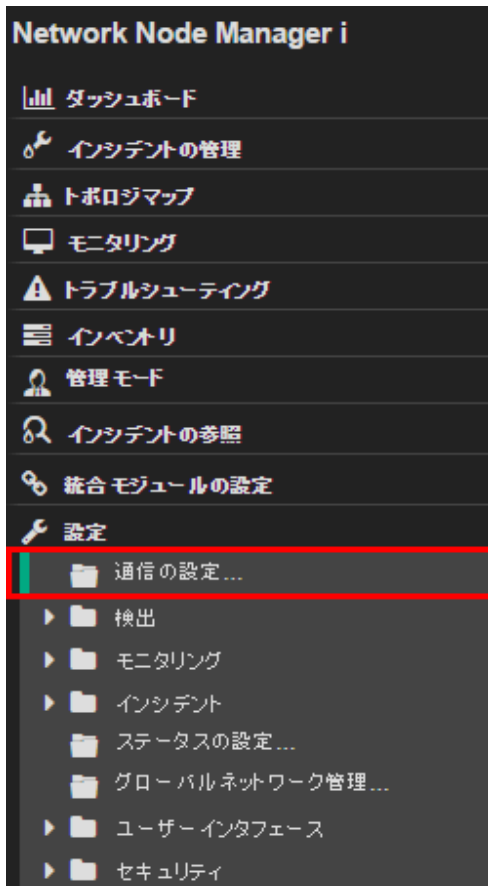 Network Node Manager i
ダッシュボード
インシデントの管理
トポロジマップ
モニタリング
トラブルシューティング
インベントリ
管理モード
インシデントの参照
統合モジュールの設定
設定
通信の設定...
検出
モニタリング
インシデント
ステータスの設定...
グローバルネットワーク管理...
ユーザーインタフェース
セキュリティ